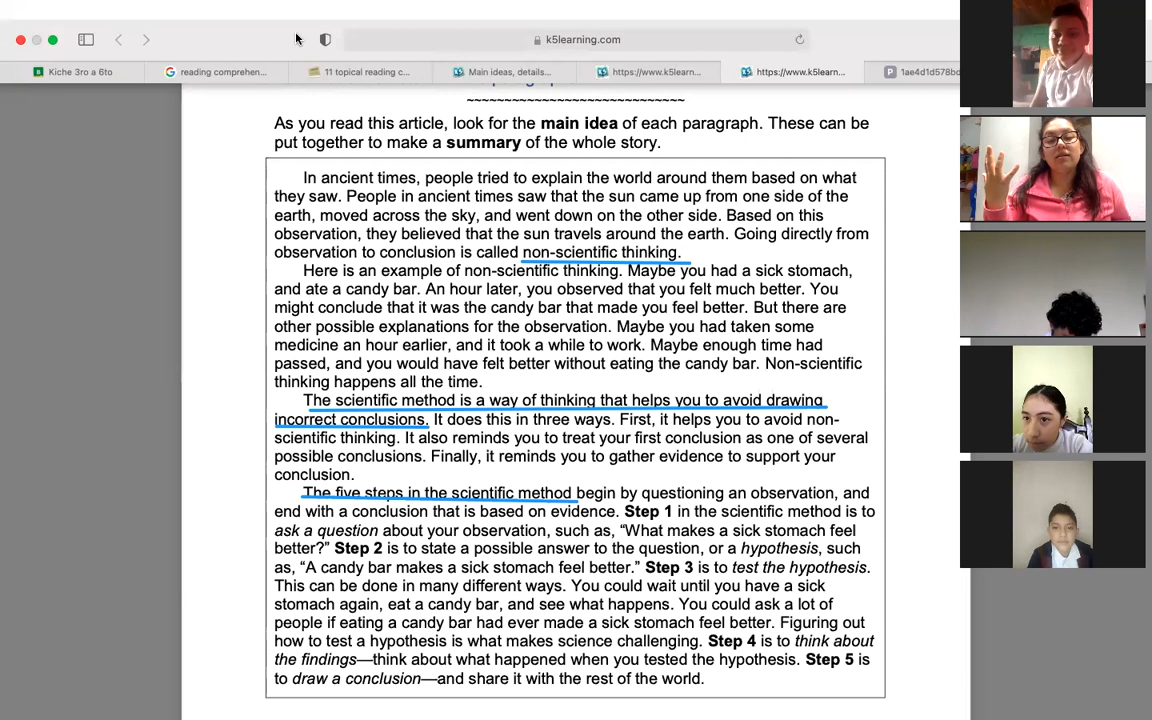 k5learning.com
Kiche 3ro a 6to
reading comprehen...
11 topical reading c...
Main ideas, details...
https://www.k5learn...
https://www.k5learn...
1ae4d1d578bd
~~~~~~~~~~~~~~~~~~~~~~~~~~~~~
As you read this article, look for the main idea of each paragraph. These can be
put together to make a summary of the whole story.
In ancient times, people tried to explain the world around them based on what
they saw. People in ancient times saw that the sun came up from one side of the
earth, moved across the sky, and went down on the other side. Based on this
observation, they believed that the sun travels around the earth. Going directly from
observation to conclusion is called non-scientific thinking.
Here is an example of non-scientific thinking. Maybe you had a sick stomach,
and ate a candy bar. An hour later, you observed that you felt much better. You
might conclude that it was the candy bar that made you feel better. But there are
other possible explanations for the observation. Maybe you had taken some
medicine an hour earlier, and it took a while to work. Maybe enough time had
passed, and you would have felt better without eating the candy bar. Non-scientific
thinking happens all the time.
The scientific method is a way of thinking that helps you to avoid drawing
incorrect conclusions. It does this in three ways. First, it helps you to avoid non-
scientific thinking. It also reminds you to treat your first conclusion as one of several
possible conclusions. Finally, it reminds you to gather evidence to support your
conclusion.
The five steps in the scientific method begin by questioning an observation, and
end with a conclusion that is based on evidence. Step 1 in the scientific method is to
ask a question about your observation, such as, “What makes a sick stomach feel
better?” Step 2 is to state a possible answer to the question, or a hypothesis, such
as, “A candy bar makes a sick stomach feel better.” Step 3 is to test the hypothesis.
This can be done in many different ways. You could wait until you have a sick
stomach again, eat a candy bar, and see what happens. You could ask a lot of
people if eating a candy bar had ever made a sick stomach feel better. Figuring out
how to test a hypothesis is what makes science challenging. Step 4 is to think about
the findings—think about what happened when you tested the hypothesis. Step 5 is
to draw a conclusion—and share it with the rest of the world.